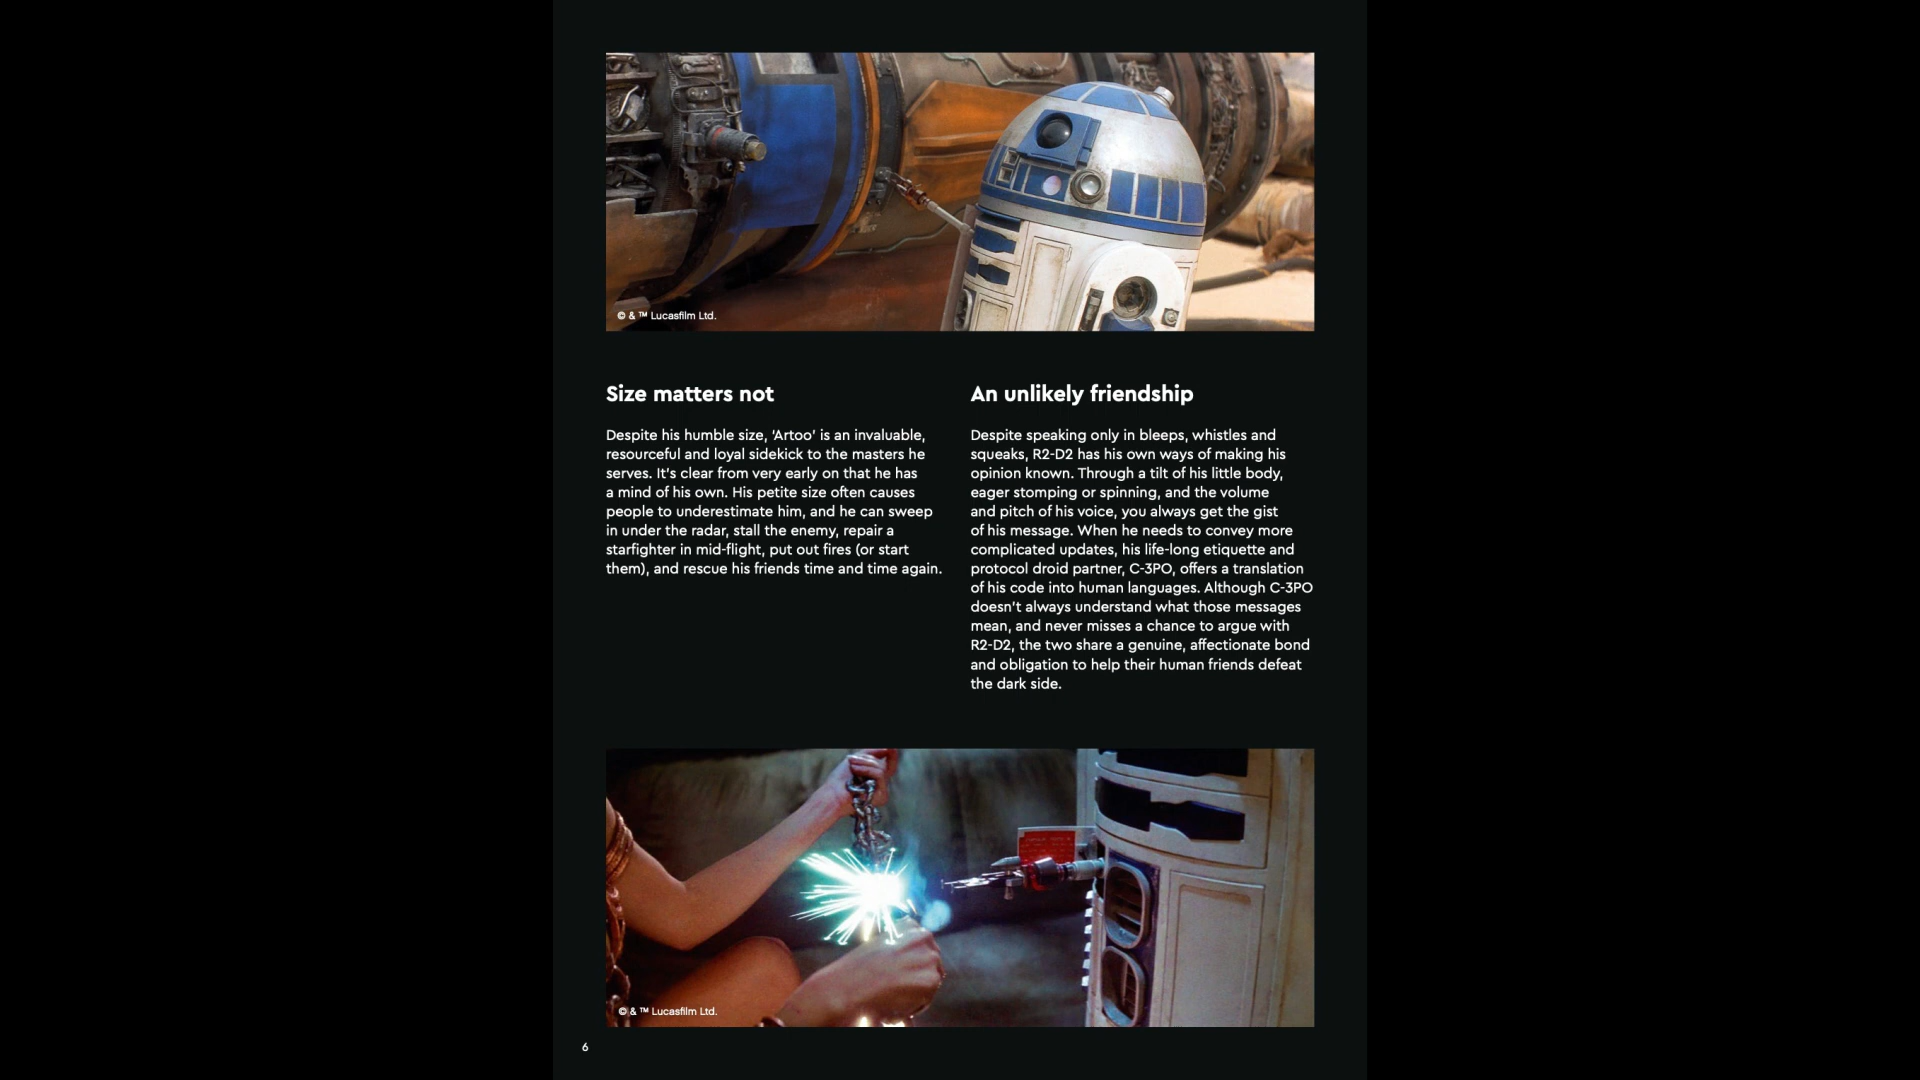 © & ™ Lucasfilm Ltd.
Size matters not
Despite his humble size, ‘Artoo’ is an invaluable,
resourceful and loyal sidekick to the masters he
serves. It’s clear from very early on that he has
a mind of his own. His petite size often causes
people to underestimate him, and he can sweep
in under the radar, stall the enemy, repair a
starfighter in mid-flight, put out fires (or start
them), and rescue his friends time and time again.
An unlikely friendship
Despite speaking only in bleeps, whistles and
squeaks, R2-D2 has his own ways of making his
opinion known. Through a tilt of his little body,
eager stomping or spinning, and the volume
and pitch of his voice, you always get the gist
of his message. When he needs to convey more
complicated updates, his life-long etiquette and
protocol droid partner, C-3PO, offers a translation
of his code into human languages. Although C-3PO
doesn’t always understand what those messages
mean, and never misses a chance to argue with
R2-D2, the two share a genuine, affectionate bond
and obligation to help their human friends defeat
the dark side.
© & ™ Lucasfilm Ltd.
6